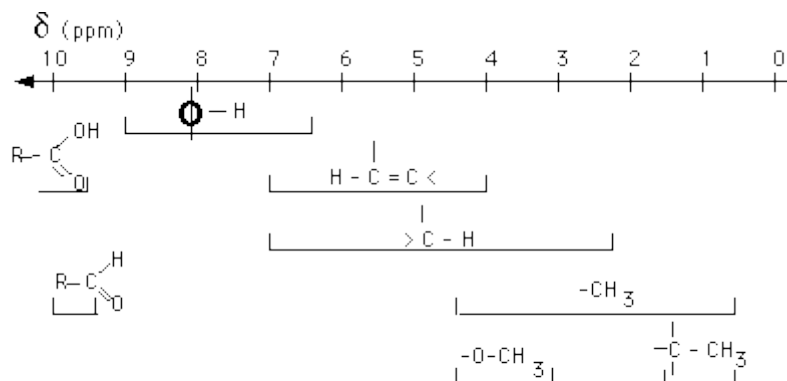 δ (ppm)
10 9 8 7 6 5 4 3 2 1 0
Φ - H
OH
R-C
O
H - C = C <
> C - H
H
R-C
O
-CH3
-O-CH3
-C-CH3